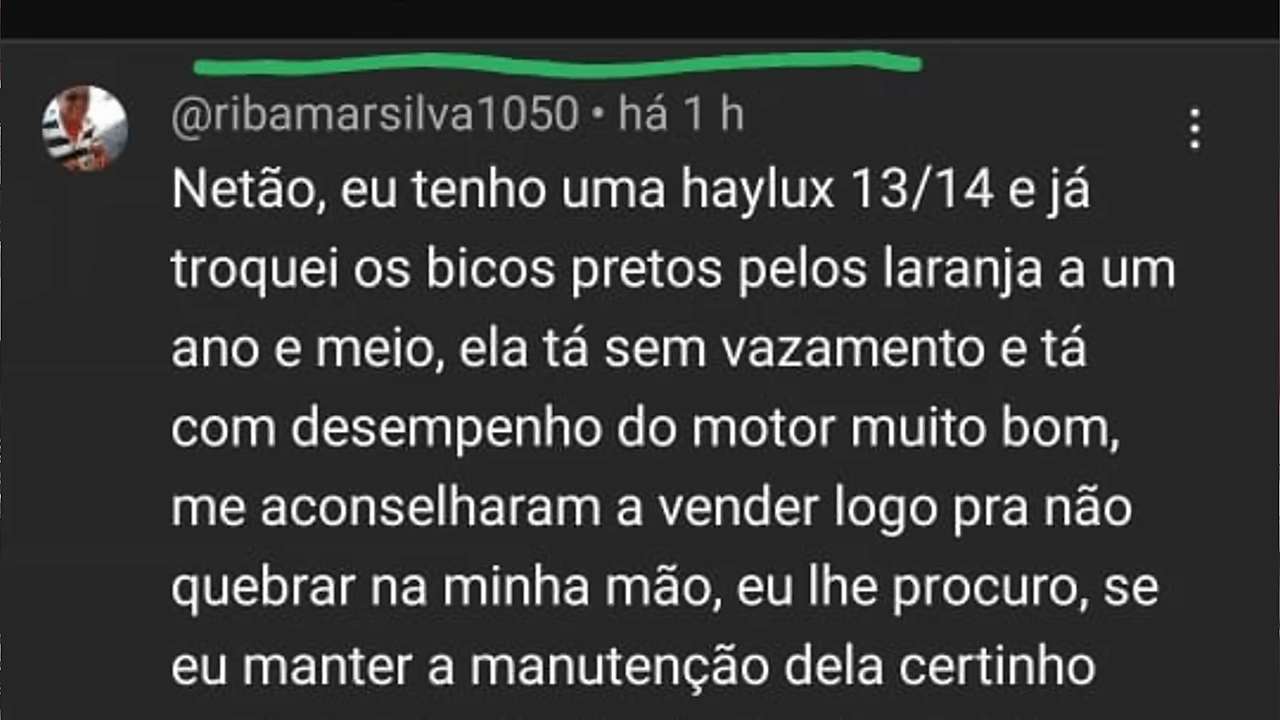 @ribamarsilva1050 • há 1 h
Netão, eu tenho uma haylux 13/14 e já
troquei os bicos pretos pelos laranja a um
ano e meio, ela tá sem vazamento e tá
com desempenho do motor muito bom,
me aconselharam a vender logo pra não
quebrar na minha mão, eu lhe procuro, se
eu manter a manutenção dela certinho